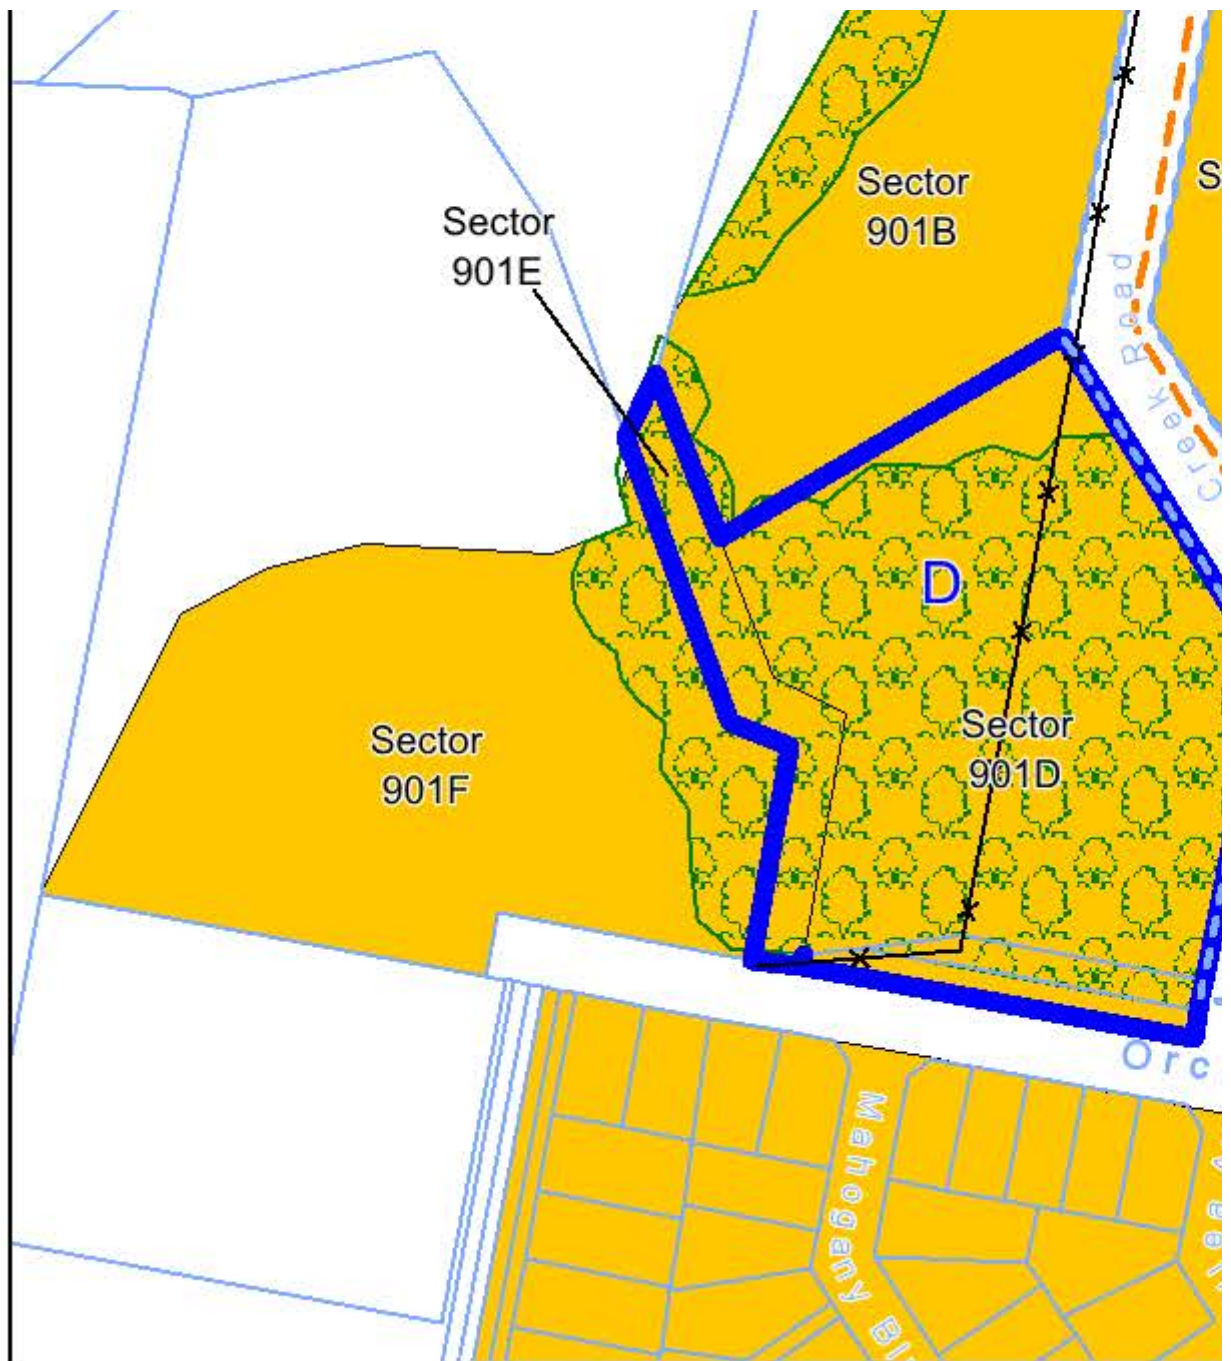 Sector
901B
S
Sector
901E
Creek Road
D
Sector
901D
Sector
901F
Orc
Mahogany Bl